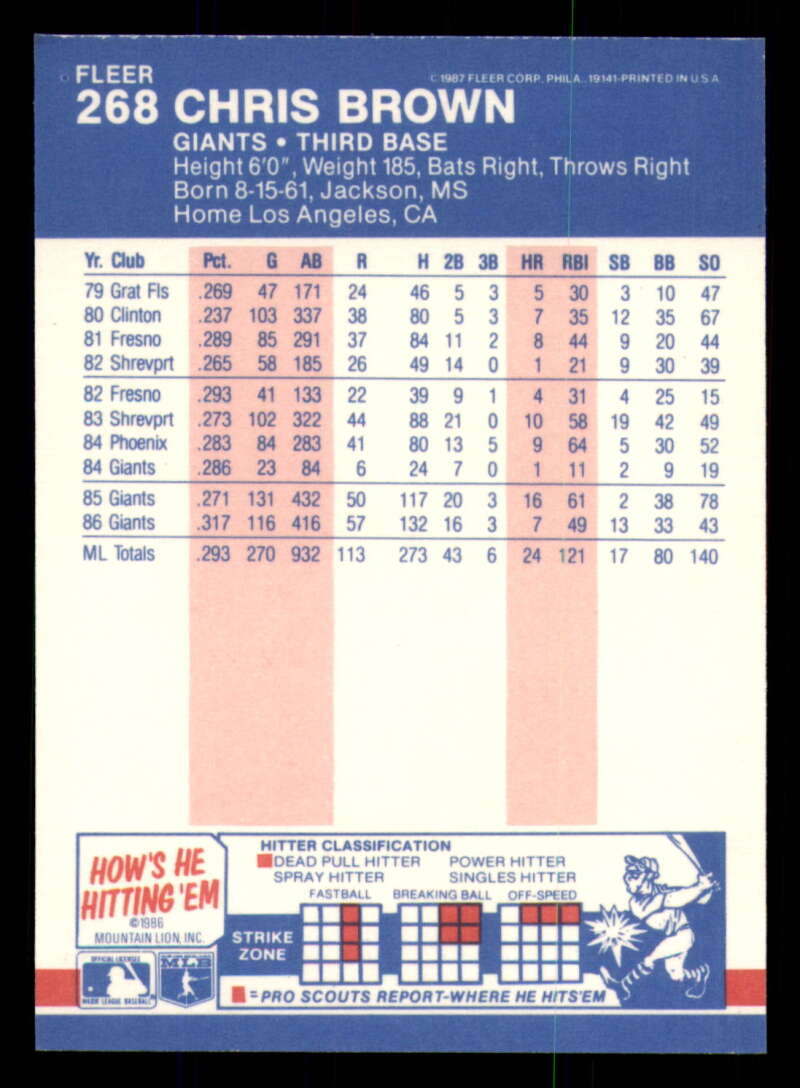 FLEER
©1987 FLEER CORP. PHILA., 19141-PRINTED IN U S A
268 CHRIS BROWN
GIANTS • THIRD BASE
Height 6'0", Weight 185, Bats Right, Throws Right
Born 8-15-61, Jackson, MS
Home Los Angeles, CA
Yr. Club Pct. G AB R H 2B 3B HR RBI SB BB SO
79 Grat Fls .269 47 171 24 46 5 3 5 30 3 10 47
80 Clinton .237 103 337 38 80 5 3 7 35 12 35 67
81 Fresno .289 85 291 37 84 11 2 8 44 9 20 44
82 Shrevprt .265 58 185 26 49 14 0 1 21 9 30 39
82 Fresno .293 41 133 22 39 9 1 4 31 4 25 15
83 Shrevprt .273 102 322 44 88 21 0 10 58 19 42 49
84 Phoenix .283 84 283 41 80 13 5 9 64 5 30 52
84 Giants .286 23 84 6 24 7 0 1 11 2 9 19
85 Giants .271 131 432 50 117 20 3 16 61 2 38 78
86 Giants .317 116 416 57 132 16 3 7 49 13 33 43
ML Totals .293 270 932 113 273 43 6 24 121 17 80 140
HOW'S HE
HITTING 'EM
©1986
MOUNTAIN LION, INC.
HITTER CLASSIFICATION
DEAD PULL HITTER POWER HITTER
SPRAY HITTER SINGLES HITTER
FASTBALL BREAKING BALL OFF-SPEED
STRIKE
ZONE
=PRO SCOUTS REPORT-WHERE HE HITS'EM
OFFICIAL LICENSEE
MAJOR LEAGUE BASEBALL
MLB